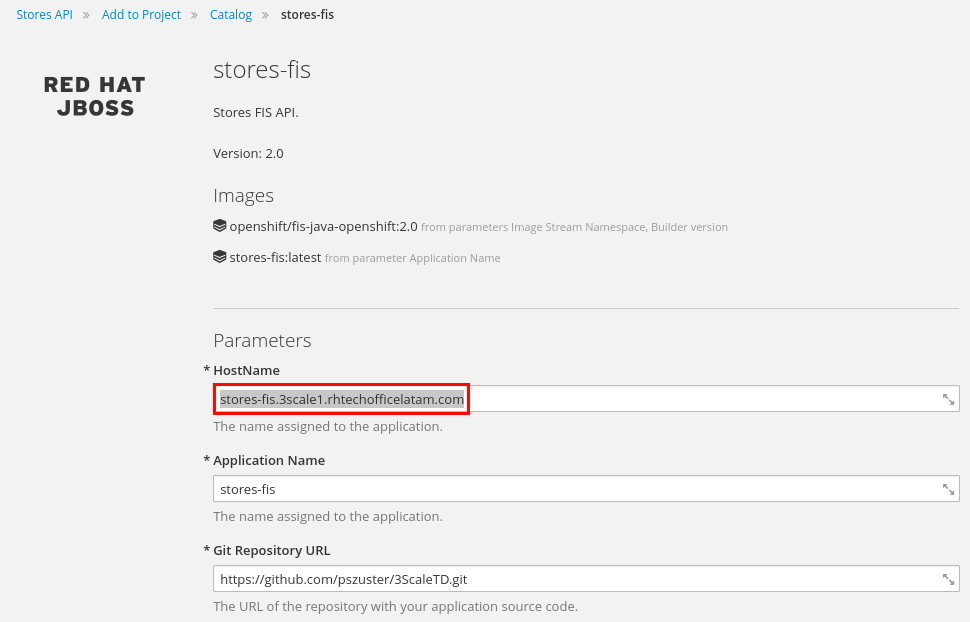 Stores API » Add to Project » Catalog » stores-fis
RED HAT
JBOSS
stores-fis
Stores FIS API.
Version: 2.0
Images
openshift/fis-java-openshift:2.0 from parameters Image Stream Namespace, Builder version
stores-fis:latest from parameter Application Name
Parameters
* HostName
stores-fis.3scale1.rhtechofficelatam.com
The name assigned to the application.
* Application Name
stores-fis
The name assigned to the application.
* Git Repository URL
https://github.com/pszuster/3ScaleTD.git
The URL of the repository with your application source code.